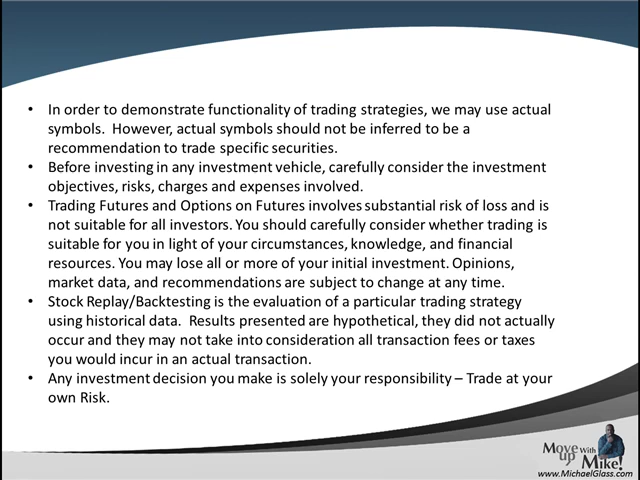 • In order to demonstrate functionality of trading strategies, we may use actual
symbols. However, actual symbols should not be inferred to be a
recommendation to trade specific securities.
• Before investing in any investment vehicle, carefully consider the investment
objectives, risks, charges and expenses involved.
• Trading Futures and Options on Futures involves substantial risk of loss and is
not suitable for all investors. You should carefully consider whether trading is
suitable for you in light of your circumstances, knowledge, and financial
resources. You may lose all or more of your initial investment. Opinions,
market data, and recommendations are subject to change at any time.
• Stock Replay/Backtesting is the evaluation of a particular trading strategy
using historical data. Results presented are hypothetical, they did not actually
occur and they may not take into consideration all transaction fees or taxes
you would incur in an actual transaction.
• Any investment decision you make is solely your responsibility – Trade at your
own Risk.
Move up With Mike!
www.MichaelGlass.com